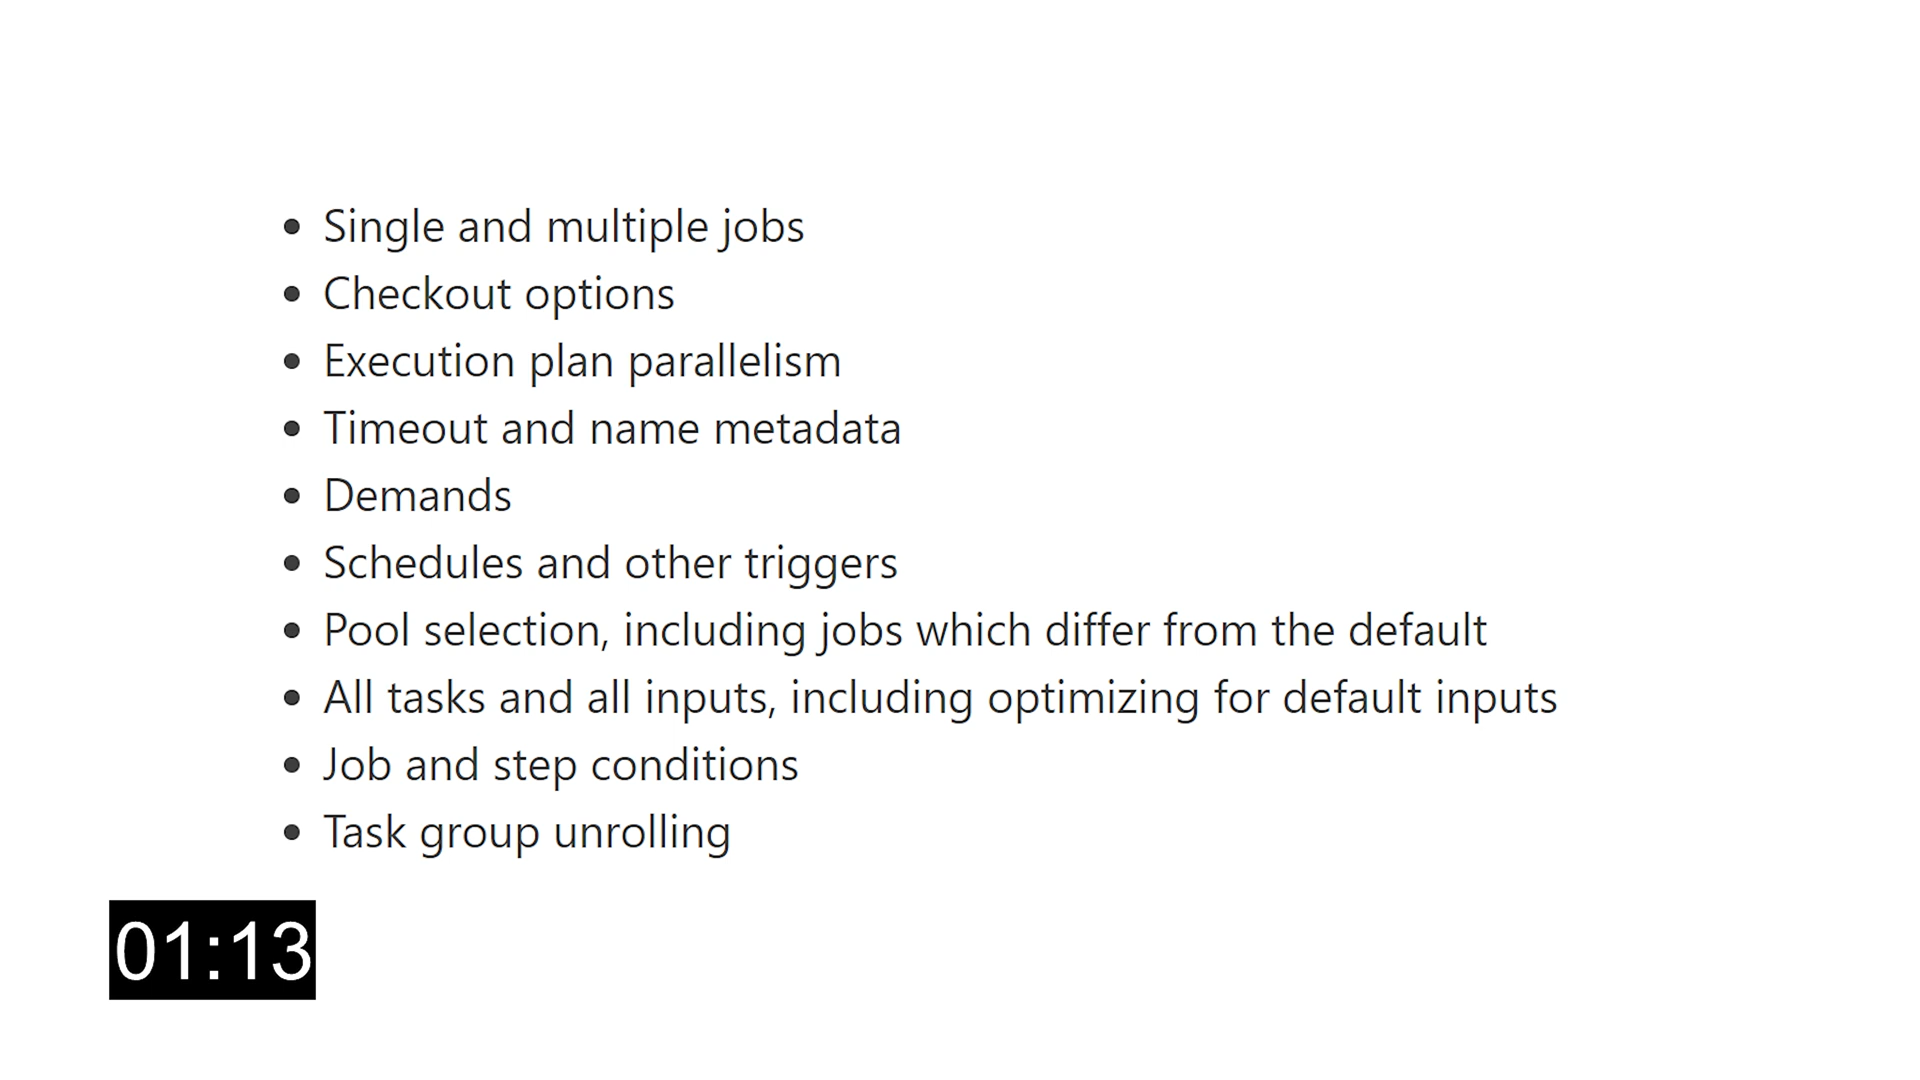 Single and multiple jobs
Checkout options
Execution plan parallelism
Timeout and name metadata
Demands
Schedules and other triggers
Pool selection, including jobs which differ from the default
All tasks and all inputs, including optimizing for default inputs
Job and step conditions
Task group unrolling
01:13